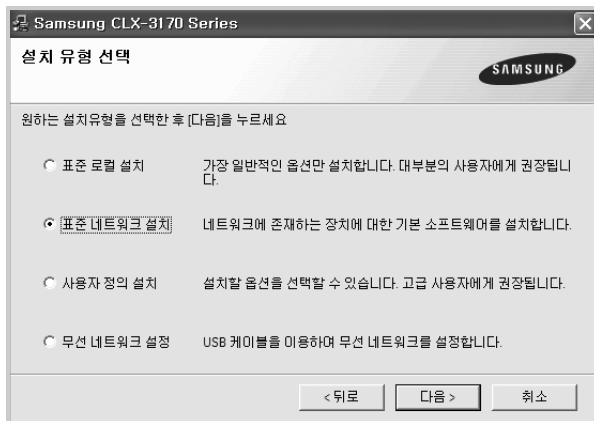 Samsung CLX-3170 Series
설치 유형 선택
SAMSUNG
원하는 설치유형을 선택한 후 [다음]을 누르세요
표준 로컬 설치
가장 일반적인 옵션만 설치합니다. 대부분의 사용자에게 권장됩니
다.
표준 네트워크 설치
네트워크에 존재하는 장치에 대한 기본 소프트웨어를 설치합니다.
사용자 정의 설치
설치할 옵션을 선택할 수 있습니다. 고급 사용자에게 권장됩니다.
무선 네트워크 설정
USB 케이블을 이용하여 무선 네트워크를 설정합니다.
<뒤로
다음>
취소